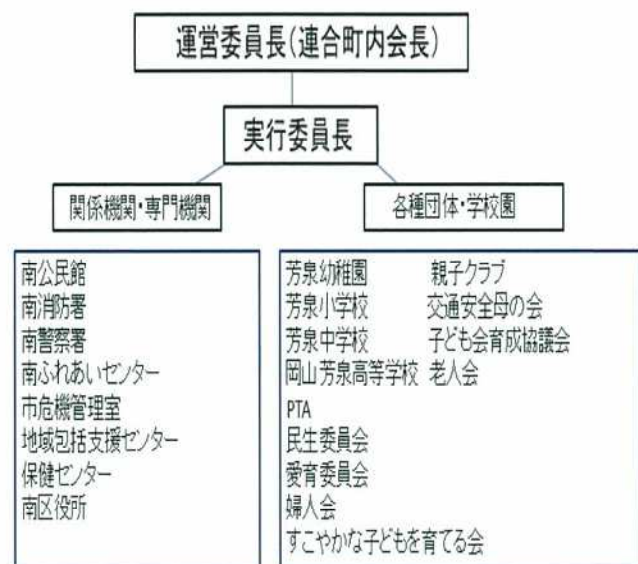 運営委員長(連合町内会長)
実行委員長
関係機関・専門機関
各種団体・学校園
南公民館
南消防署
南警察署
南ふれあいセンター
市危機管理室
地域包括支援センター
保健センター
南区役所
芳泉幼稚園 親子クラブ
芳泉小学校 交通安全母の会
芳泉中学校 子ども会育成協議会
岡山芳泉高等学校 老人会
PTA
民生委員会
愛育委員会
婦人会
すこやかな子どもを育てる会